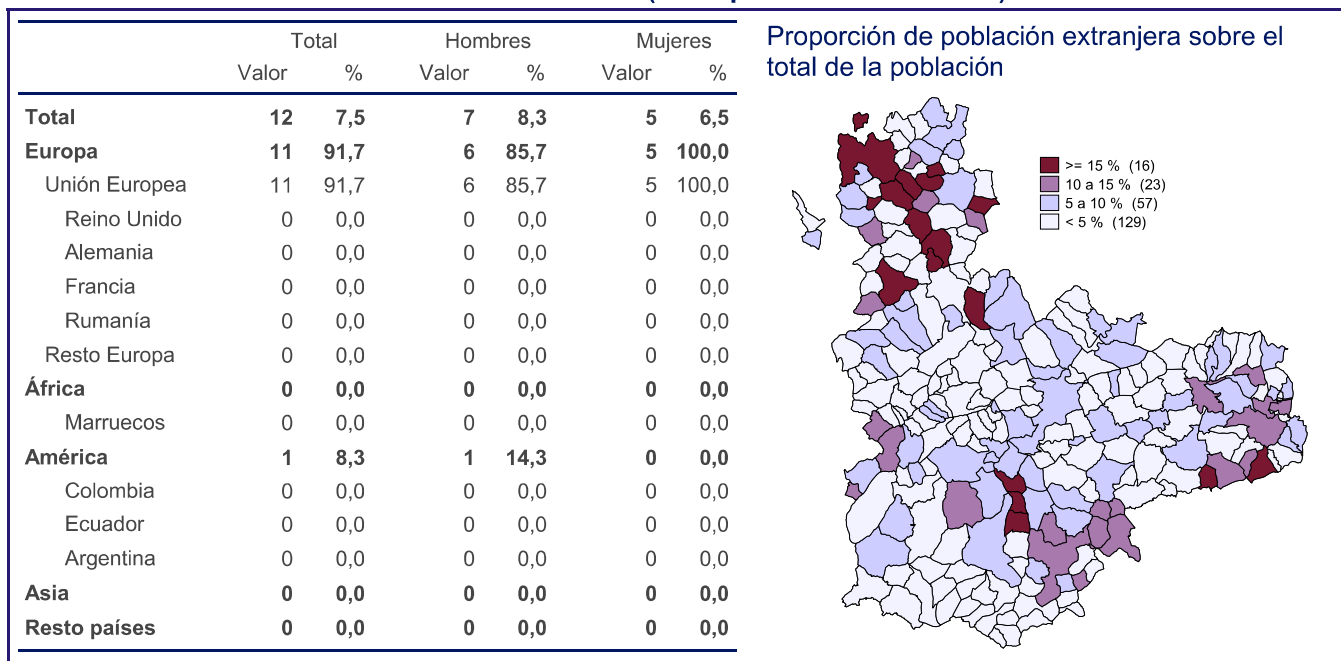 Total Hombres Mujeres
Valor % Valor % Valor %
Total 12 7,5 7 8,3 5 6,5
Europa 11 91,7 6 85,7 5 100,0
Unión Europea 11 91,7 6 85,7 5 100,0
Reino Unido 0 0,0 0 0,0 0 0,0
Alemania 0 0,0 0 0,0 0 0,0
Francia 0 0,0 0 0,0 0 0,0
Rumanía 0 0,0 0 0,0 0 0,0
Resto Europa 0 0,0 0 0,0 0 0,0
África 0 0,0 0 0,0 0 0,0
Marruecos 0 0,0 0 0,0 0 0,0
América 1 8,3 1 14,3 0 0,0
Colombia 0 0,0 0 0,0 0 0,0
Ecuador 0 0,0 0 0,0 0 0,0
Argentina 0 0,0 0 0,0 0 0,0
Asia 0 0,0 0 0,0 0 0,0
Resto países 0 0,0 0 0,0 0 0,0
Proporción de población extranjera sobre el
total de la población
>= 15 % (16)
10 a 15 % (23)
5 a 10 % (57)
< 5 % (129)